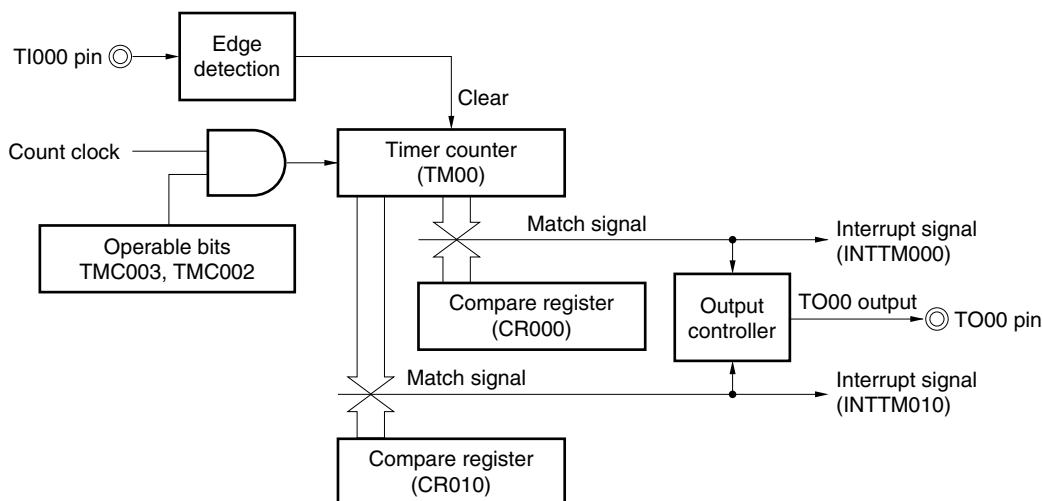 TI000 pin
Edge
detection
Clear
Count clock
Timer counter
(TM00)
Operable bits
TMC003, TMC002
Match signal
Interrupt signal
(INTTM000)
Compare register
(CR000)
Output
controller
TO00 output
TO00 pin
Match signal
Interrupt signal
(INTTM010)
Compare register
(CR010)